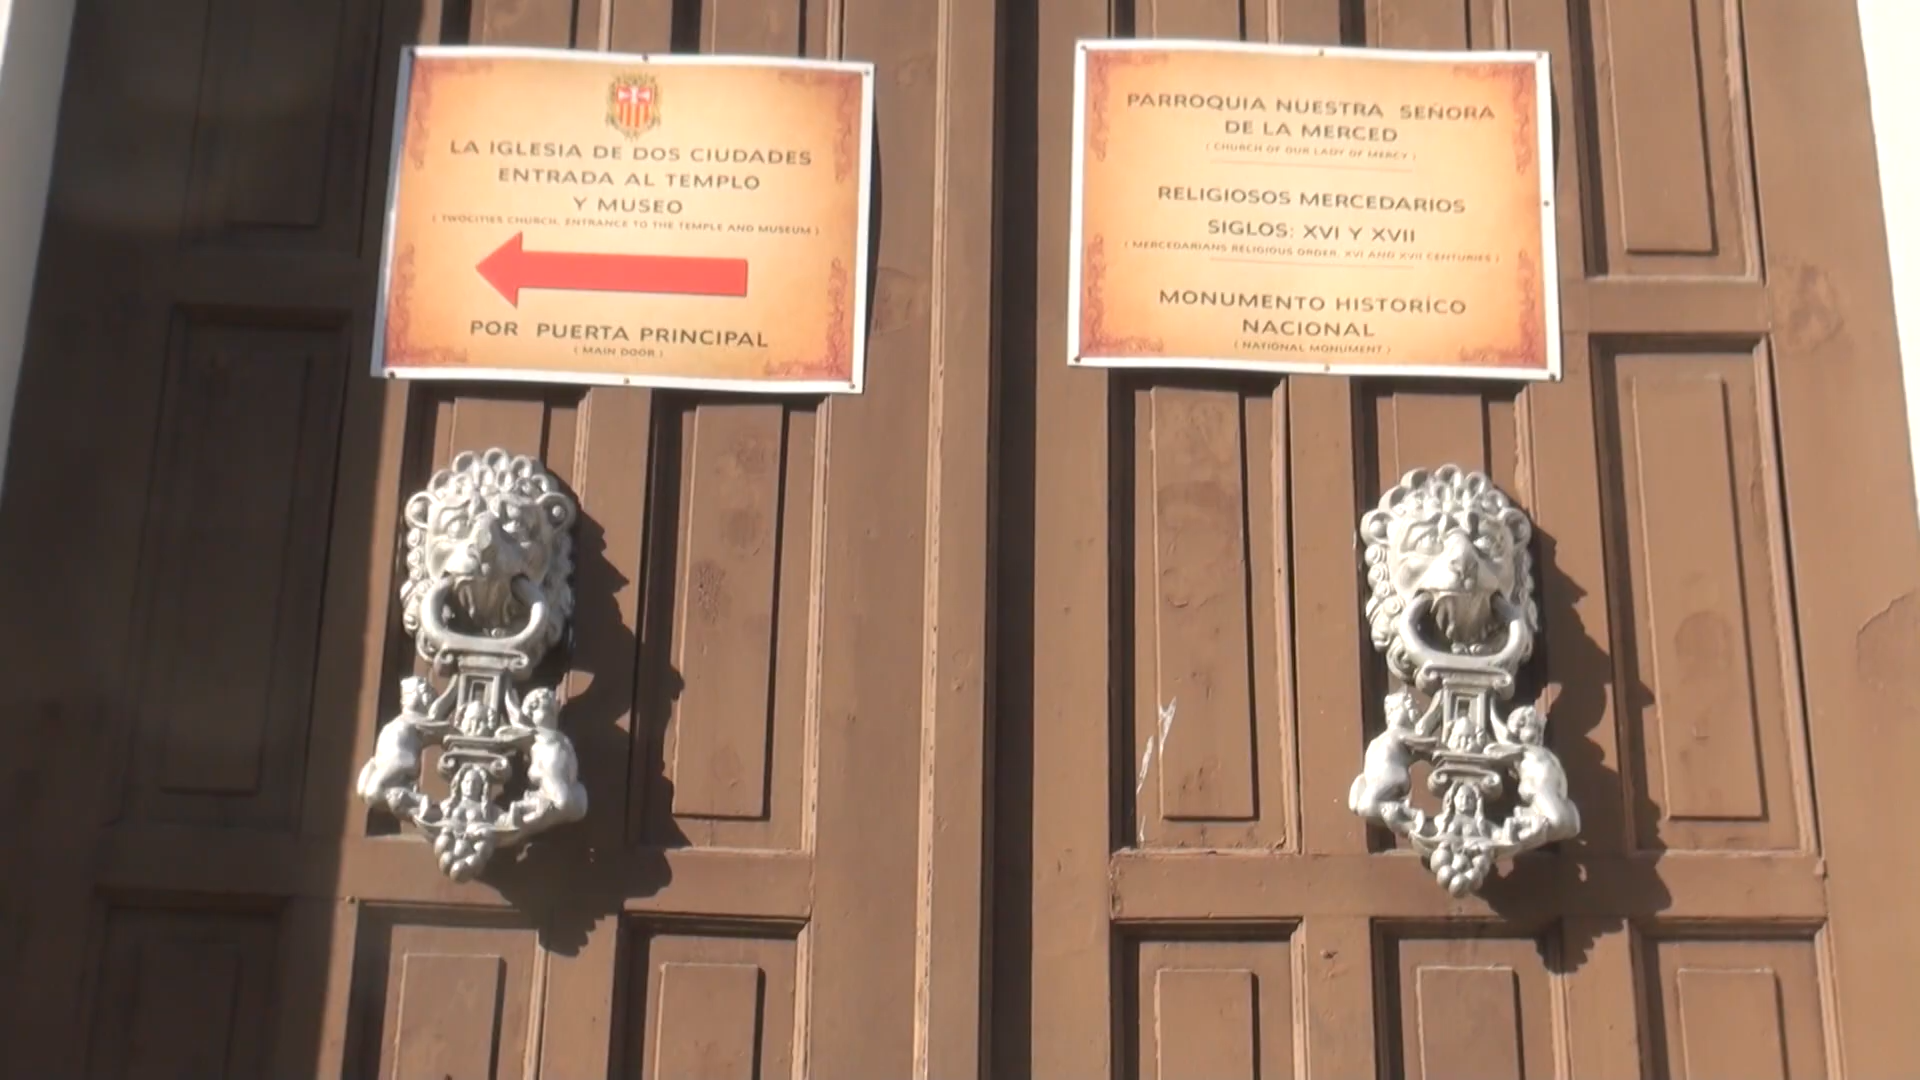 LA IGLESIA DE DOS CIUDADES
ENTRADA AL TEMPLO
Y MUSEO
( TWOCITIES CHURCH, ENTRANCE TO THE TEMPLE AND MUSEUM )
POR PUERTA PRINCIPAL
( MAIN DOOR )
PARROQUIA NUESTRA SEÑORA
DE LA MERCED
( CHURCH OF OUR LADY OF MERCY )
RELIGIOSOS MERCEDARIOS
SIGLOS: XVI Y XVII
( MERCEDARIANS RELIGIOUS ORDER, XVI AND XVII CENTURIES )
MONUMENTO HISTORICO
NACIONAL
( NATIONAL MONUMENT )